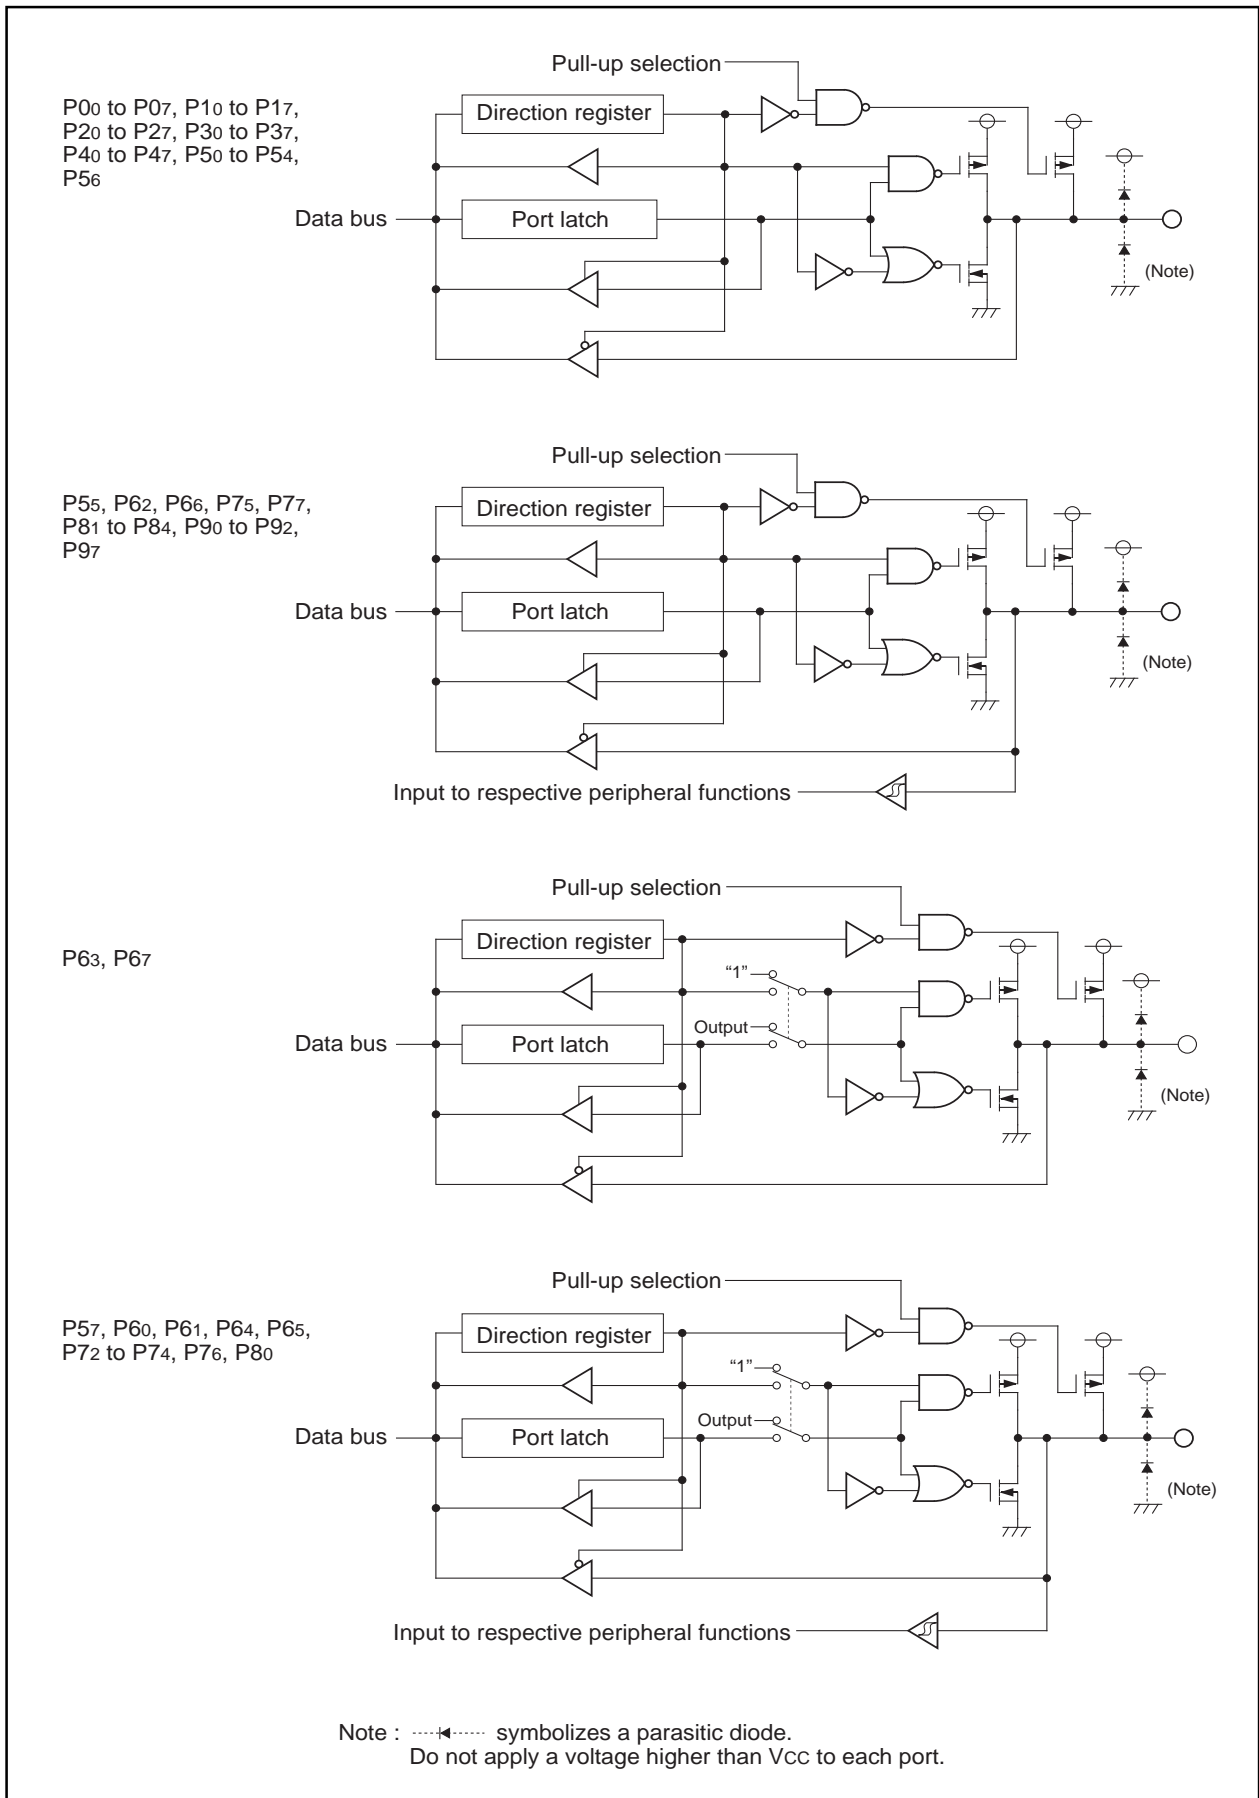 Pull-up selection
P00 to P07, P10 to P17,
P20 to P27, P30 to P37,
P40 to P47, P50 to P54,
P56
Direction register
Data bus
Port latch
(Note)
Pull-up selection
P55, P62, P66, P75, P77,
P81 to P84, P90 to P92,
P97
Direction register
Data bus
Port latch
(Note)
Input to respective peripheral functions
Pull-up selection
P63, P67
Direction register
“1”
Output
Data bus
Port latch
(Note)
Pull-up selection
P57, P60, P61, P64, P65,
P72 to P74, P76, P80
Direction register
“1”
Output
Data bus
Port latch
(Note)
Input to respective peripheral functions
Note : symbolizes a parasitic diode.
Do not apply a voltage higher than VCC to each port.